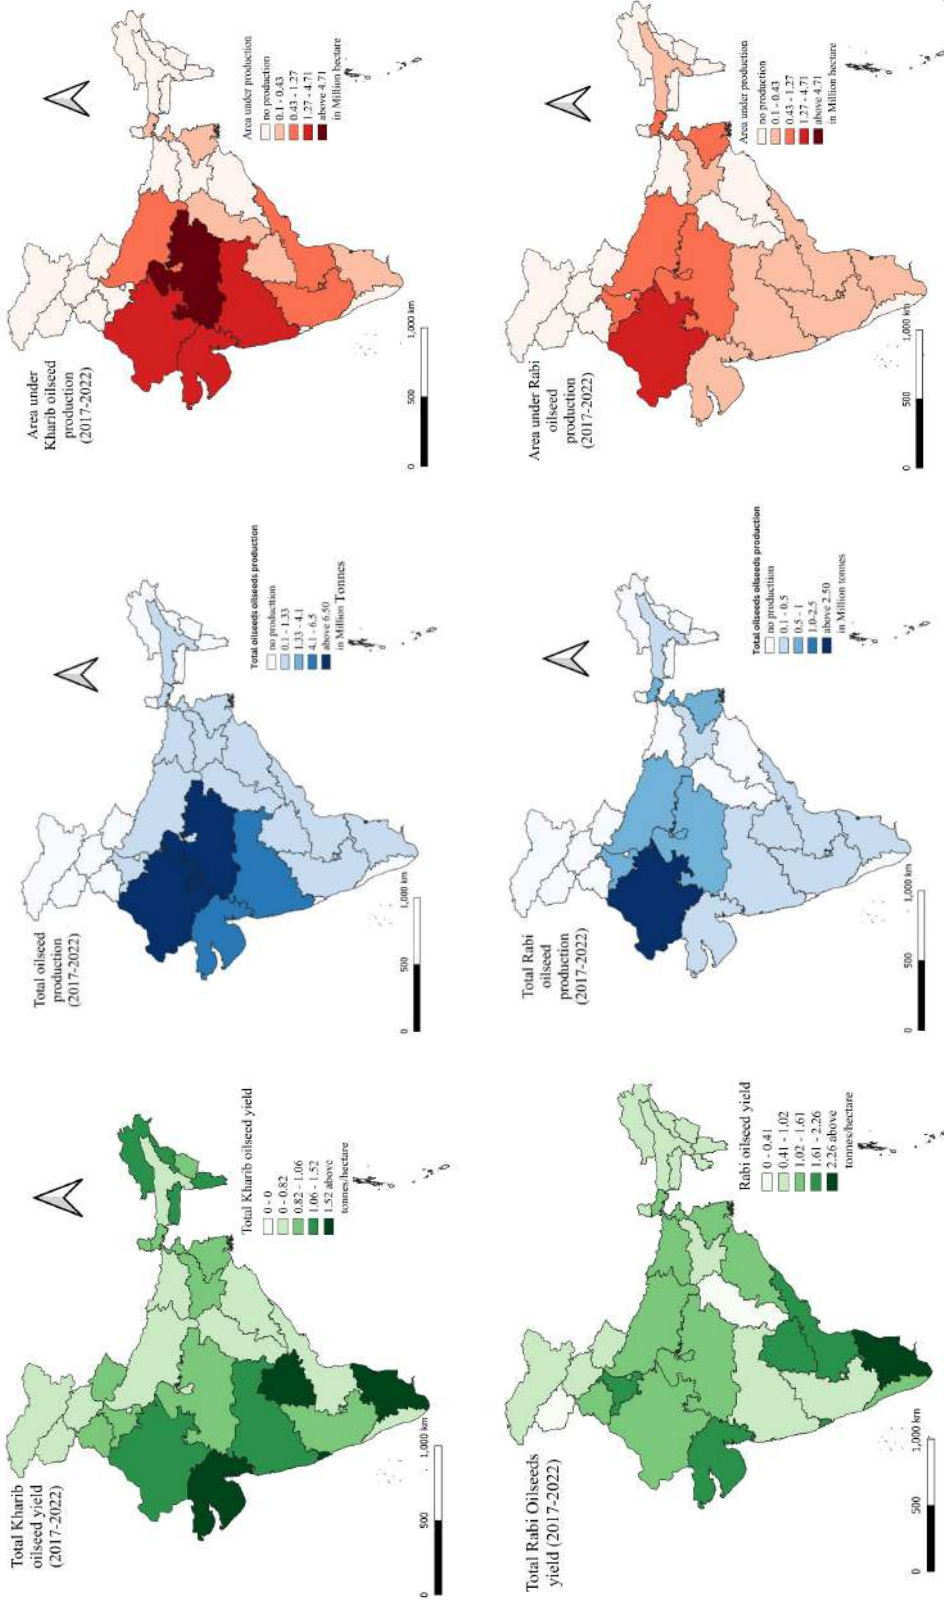 Area under
Kharib oilseed
production
(2017-2022)
Area under production
no production
0.1 - 0.43
0.43 - 1.27
1.27 - 4.71
above 4.71
in Million hectare
0
500
1,000 km
Area under Rabi
oilseed
production
(2017-2022)
Area under production
no production
0.1 - 0.43
0.43 - 1.27
1.27 - 4.71
above 4.71
in Million hectare
0
500
1,000 km
Total oilseed
production
(2017-2022)
Total oilseeds oilseeds production
no producttion
0.1 - 1.33
1.33 - 4.1
4.1 - 6.5
above 6.50
in Million Tonnes
0
500
1,000 km
Total Rabi
oilseed
production
(2017-2022)
Total oilseeds oilseeds production
no producttion
0.1 - 0.5
0.5 - 1
1.0-2.5
above 2.50
in Million tonnes
0
500
1,000 km
Total Kharib
oilseed yield
(2017-2022)
Total Kharib oilseed yield
0 - 0
0 - 0.82
0.82 - 1.06
1.06 - 1.52
1.52 above
tonnes/hectare
0
500
1,000 km
Total Rabi Oilseeds
yield (2017-2022)
Rabi oilseed yield
0 - 0.41
0.41 - 1.02
1.02 - 1.61
1.61 - 2.26
2.26 above
tonnes/hectare
0
500
1,000 km